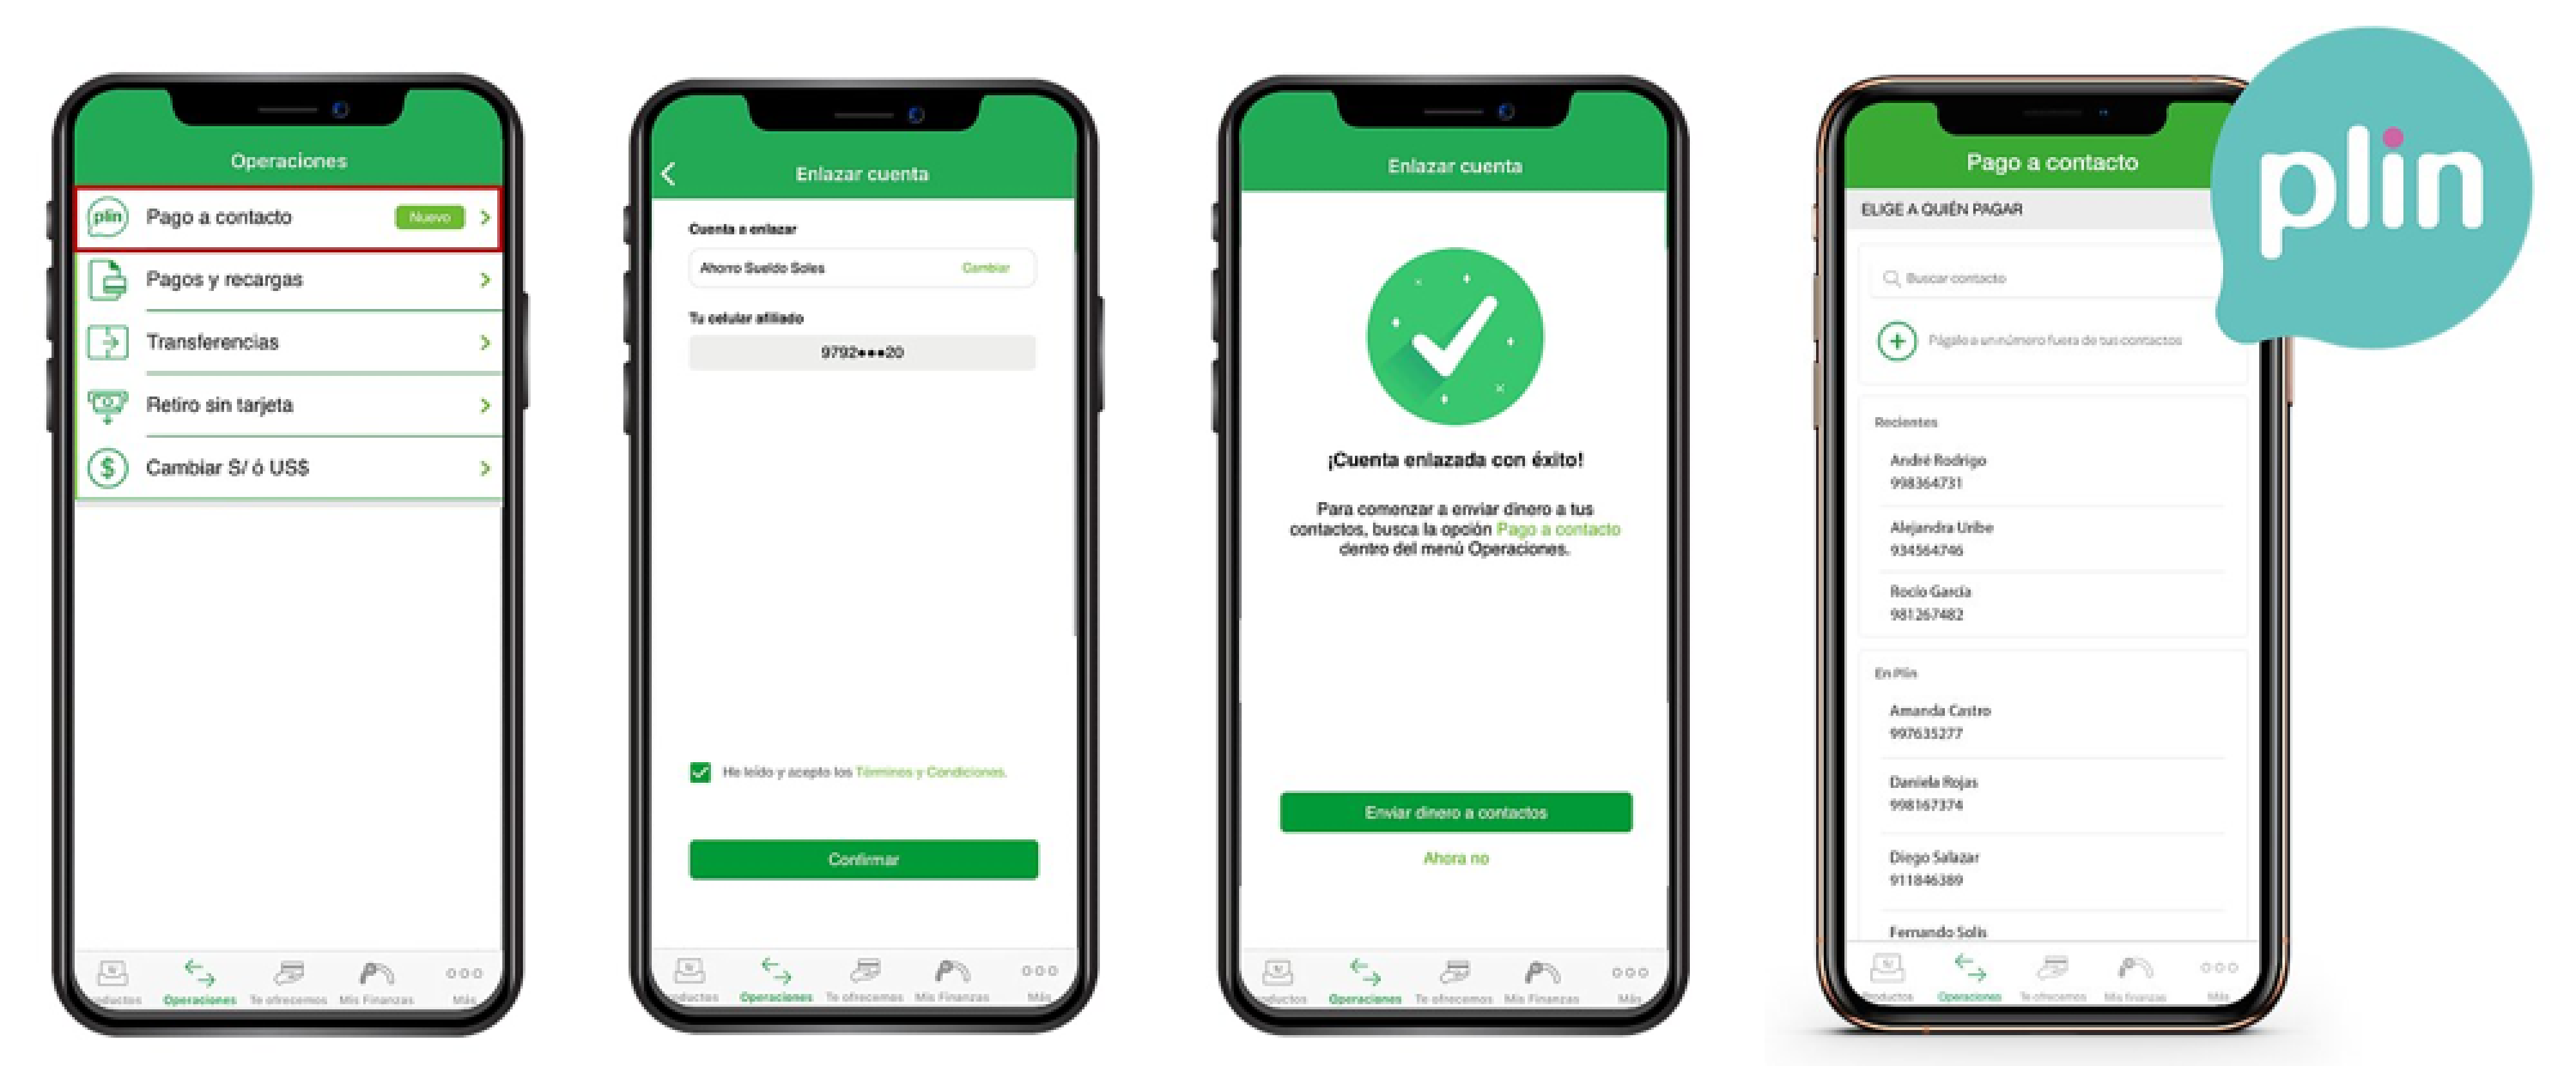 Operaciones
plin
Pago a contacto
Nuevo
Pagos y recargas
Transferencias
Retiro sin tarjeta
$
Cambiar S/ ó US$
oductos
Operaciones
Te ofrecemos
Mis Finanzas
Más
Enlazar cuenta
Cuenta a enlazar
Ahorro Sueldo Soles
Cambiar
Tu celular afiliado
9792●●●20
He leído y acepto los Términos y Condiciones.
Confirmar
oductos
Operaciones
Te ofrecemos
Mis Finanzas
Más
Enlazar cuenta
¡Cuenta enlazada con éxito!
Para comenzar a enviar dinero a tus
contactos, busca la opción Pago a contacto
dentro del menú Operaciones.
Enviar dinero a contactos
Ahora no
oductos
Operaciones
Te ofrecemos
Mis Finanzas
Más
plin
Pago a contacto
ELIGE A QUIÉN PAGAR
Buscar contacto
Págale a un número fuera de tus contactos
Recientes
André Rodrigo
998364731
Alejandra Uribe
934564746
Rocío García
981267482
En Plin
Amanda Castro
997635277
Daniela Rojas
998167374
Diego Salazar
911846389
Fernando Solís
Productos
Operaciones
Te ofrecemos
Mis finanzas
Más